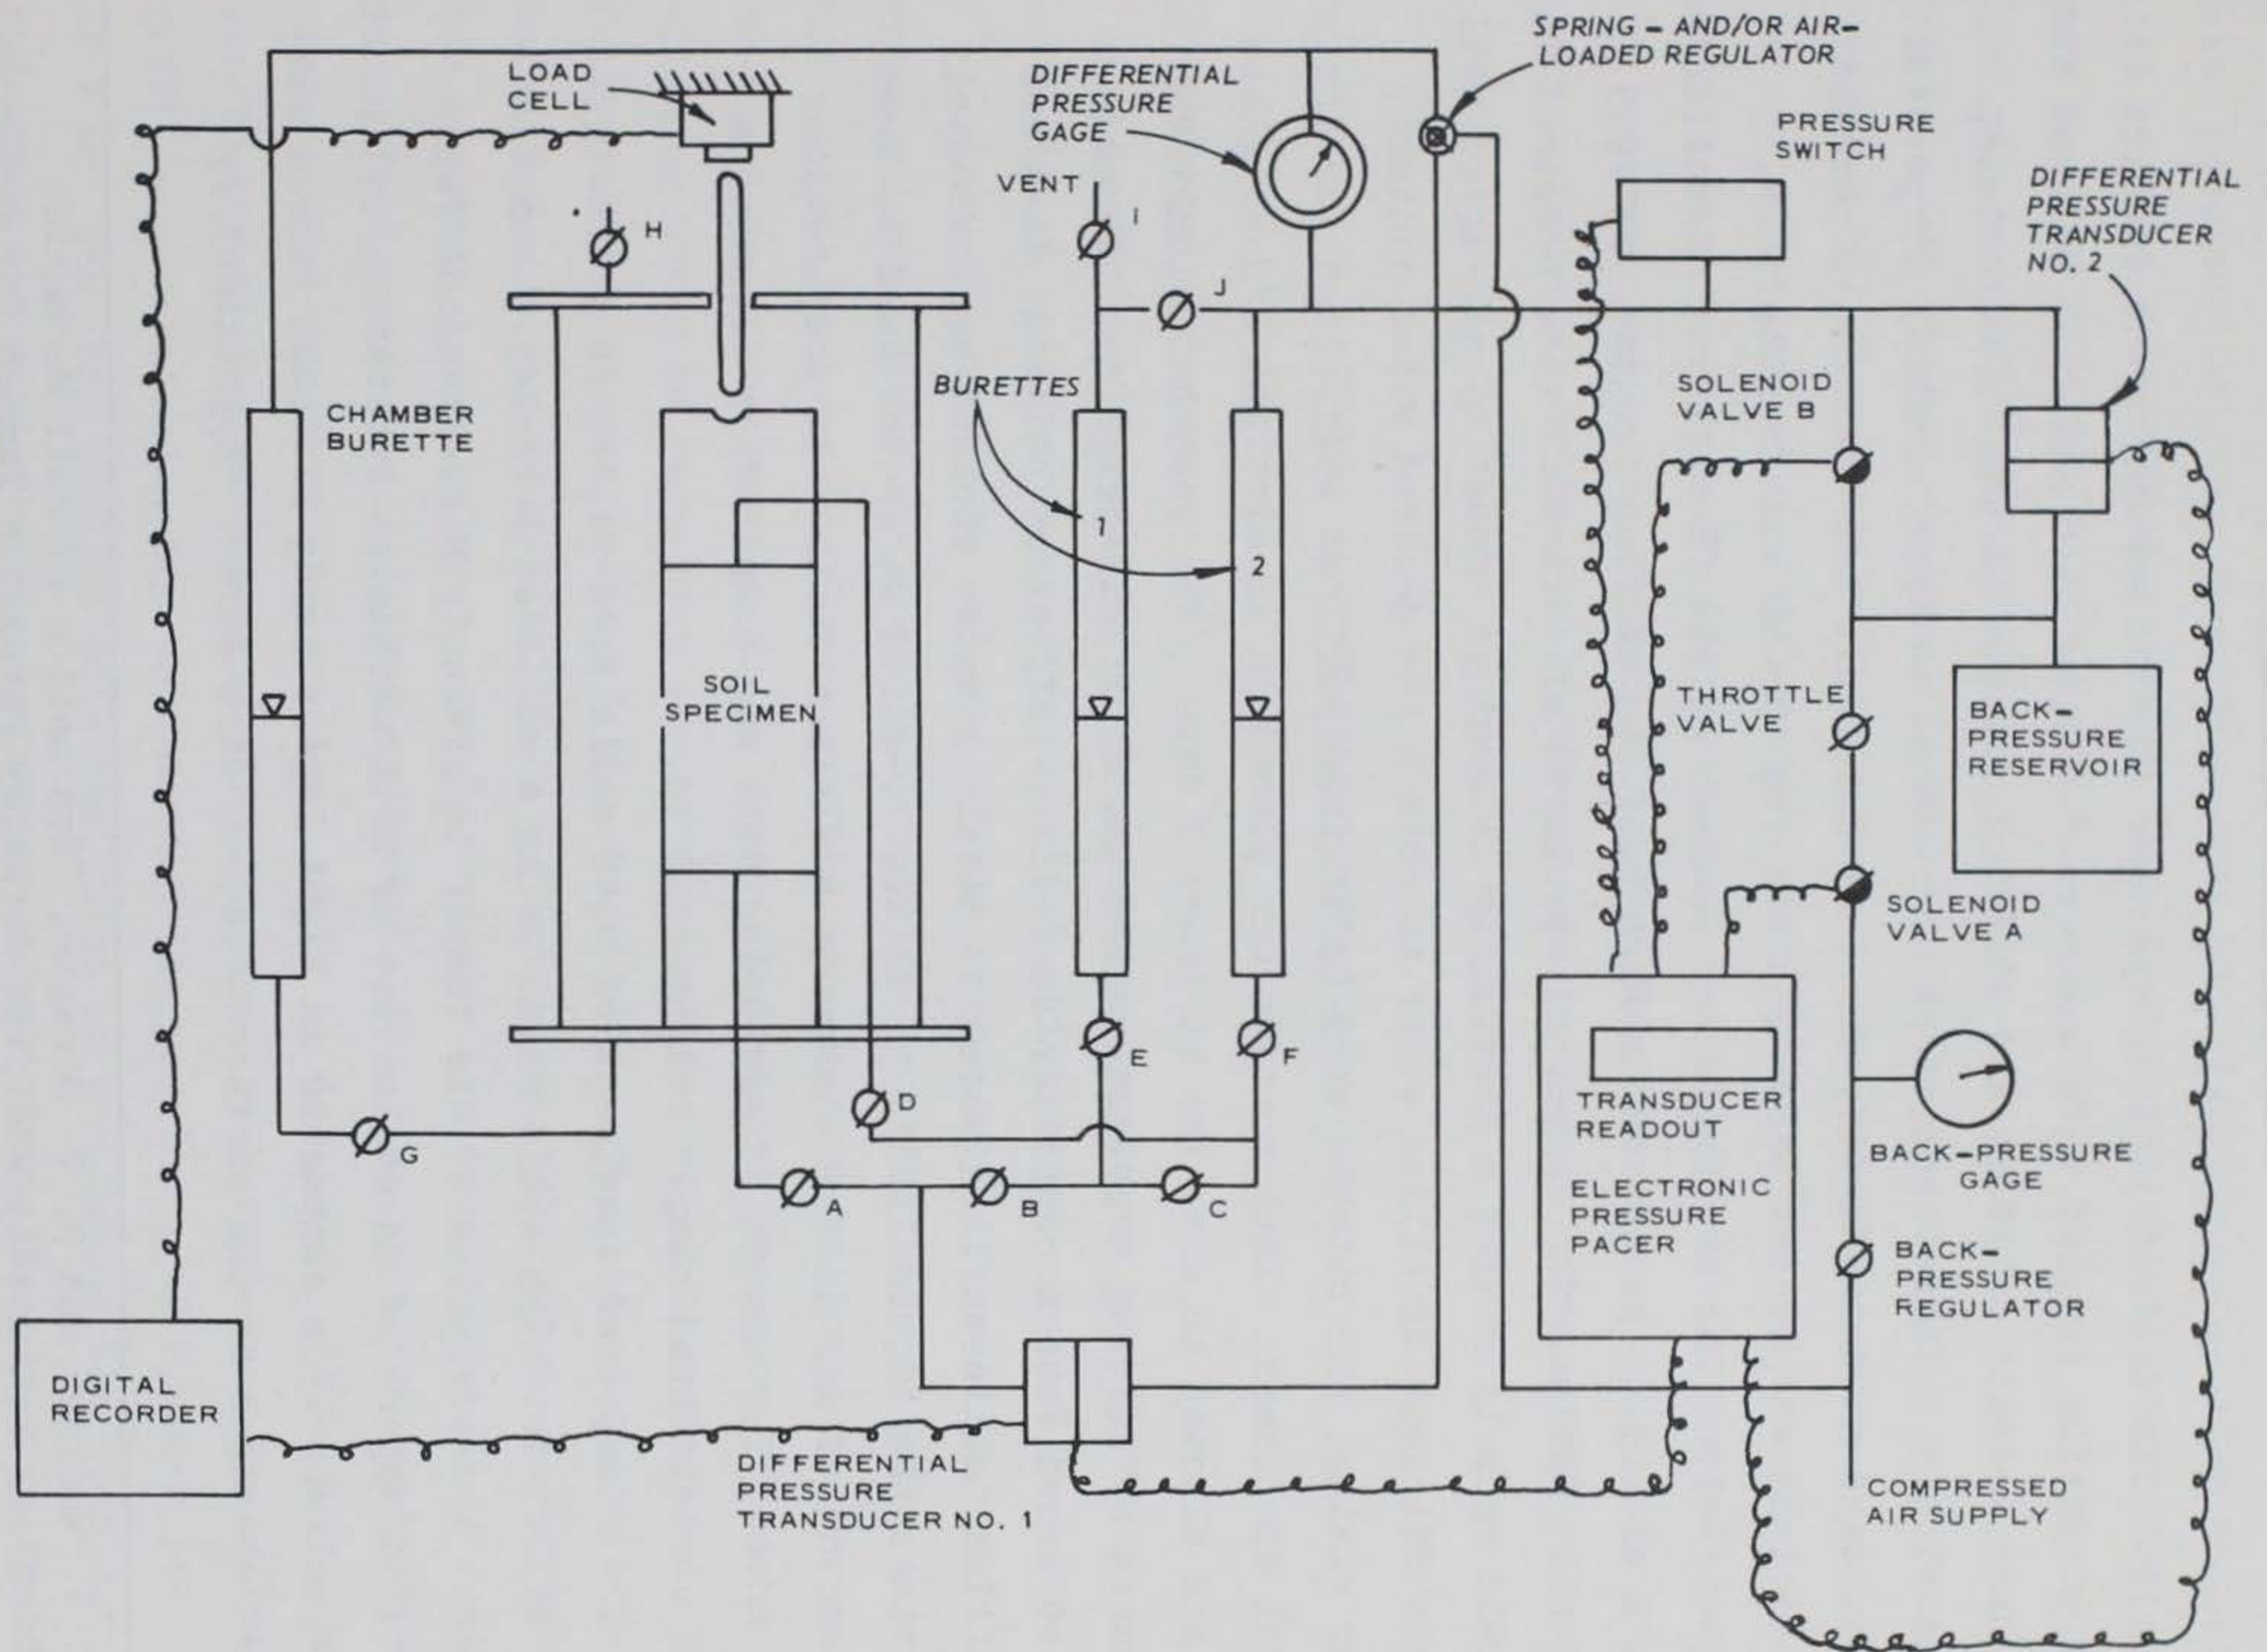 SPRING – AND/OR AIR–
LOADED REGULATOR
LOAD
CELL
DIFFERENTIAL
PRESSURE
GAGE
PRESSURE
SWITCH
VENT
I
DIFFERENTIAL
PRESSURE
TRANSDUCER
NO. 2
H
J
BURETTES
SOLENOID
VALVE B
CHAMBER
BURETTE
1
2
SOIL
SPECIMEN
THROTTLE
VALVE
BACK–
PRESSURE
RESERVOIR
SOLENOID
VALVE A
E
F
D
G
A
B
C
TRANSDUCER
READOUT
ELECTRONIC
PRESSURE
PACER
BACK–PRESSURE
GAGE
BACK–
PRESSURE
REGULATOR
DIGITAL
RECORDER
DIFFERENTIAL
PRESSURE
TRANSDUCER NO. 1
COMPRESSED
AIR SUPPLY